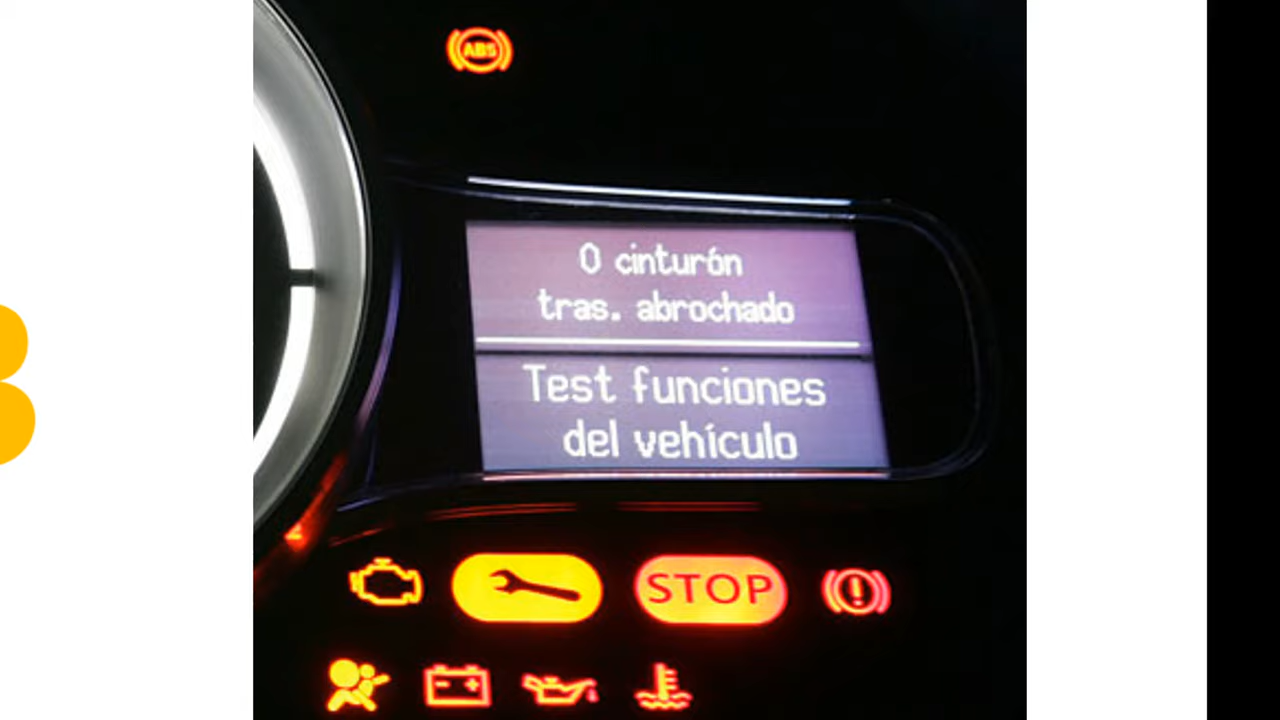 ABS
0 cinturón
tras. abrochado
Test funciones
del vehículo
STOP